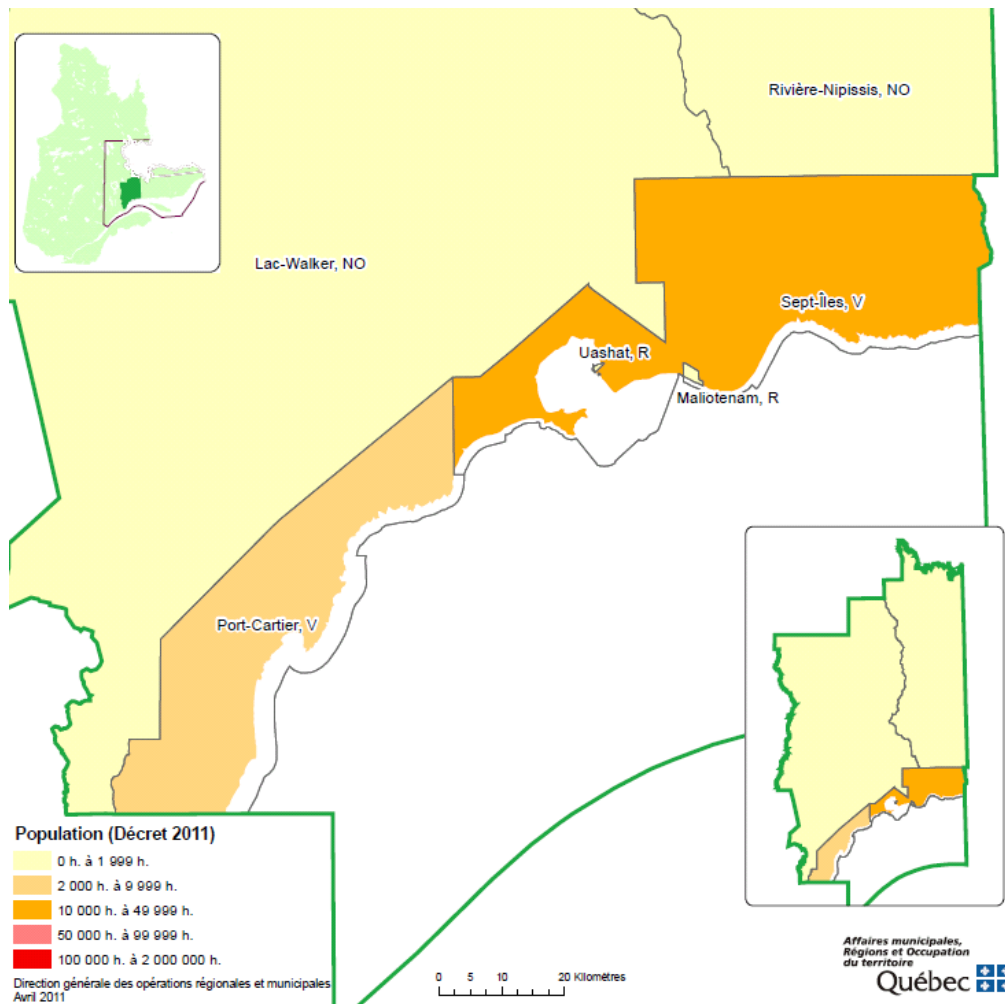 Rivière-Nipissis, NO
Lac-Walker, NO
Sept-Îles, V
Uashat, R
Maliotenam, R
Port-Cartier, V
Population (Décret 2011)
0 h. à 1 999 h.
2 000 h. à 9 999 h.
10 000 h. à 49 999 h.
50 000 h. à 99 999 h.
100 000 h. à 2 000 000 h.
Direction générale des opérations régionales et municipales
Avril 2011
0 5 10 20 Kilomètres
Affaires municipales,
Régions et Occupation
du territoire
Québec